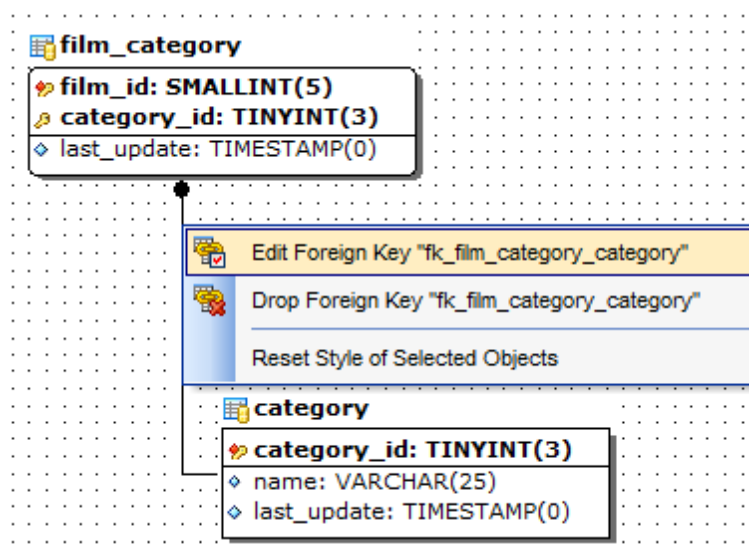 film_category
film_id: SMALLINT(5)
category_id: TINYINT(3)
last_update: TIMESTAMP(0)
Edit Foreign Key "fk_film_category_category"
Drop Foreign Key "fk_film_category_category"
Reset Style of Selected Objects
category
category_id: TINYINT(3)
name: VARCHAR(25)
last_update: TIMESTAMP(0)